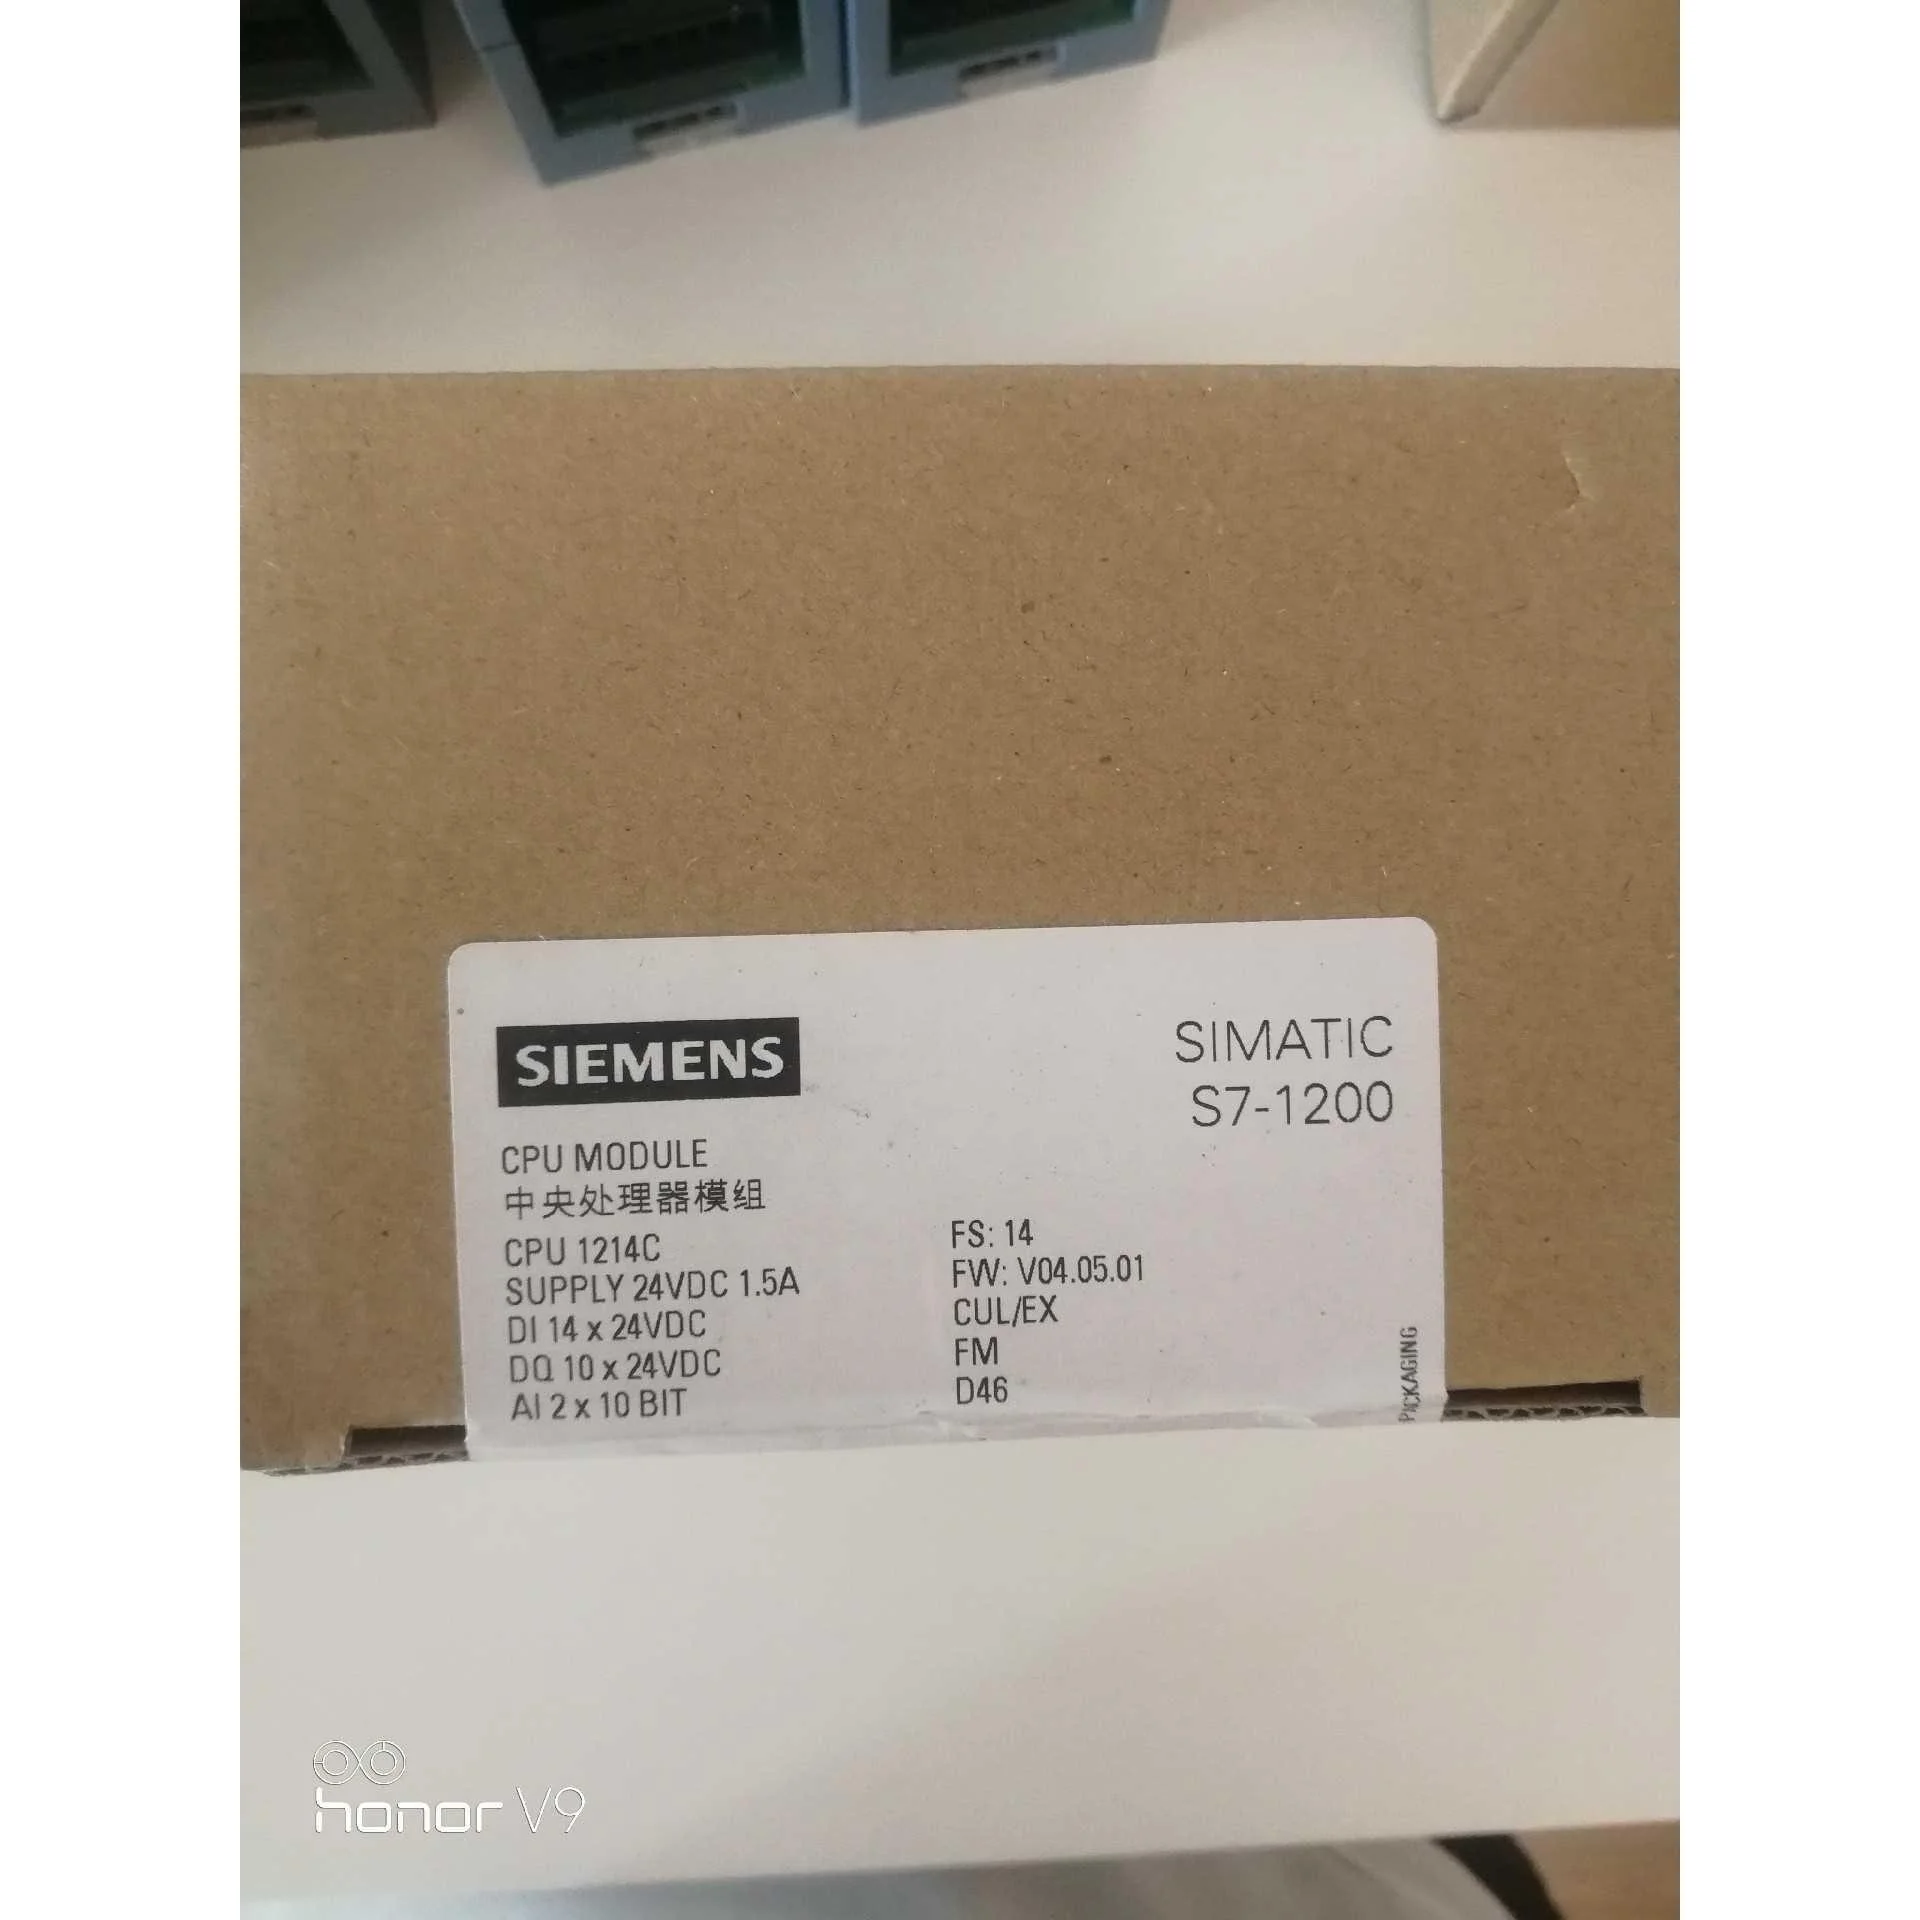 SIEMENS
SIMATIC
S7-1200
CPU MODULE
中央处理器模组
CPU 1214C
SUPPLY 24VDC 1.5A
DI 14 x 24VDC
DQ 10 x 24VDC
AI 2 x 10 BIT
FS: 14
FW: V04.05.01
CUL/EX
FM
D46
PACKAGING
honor V9